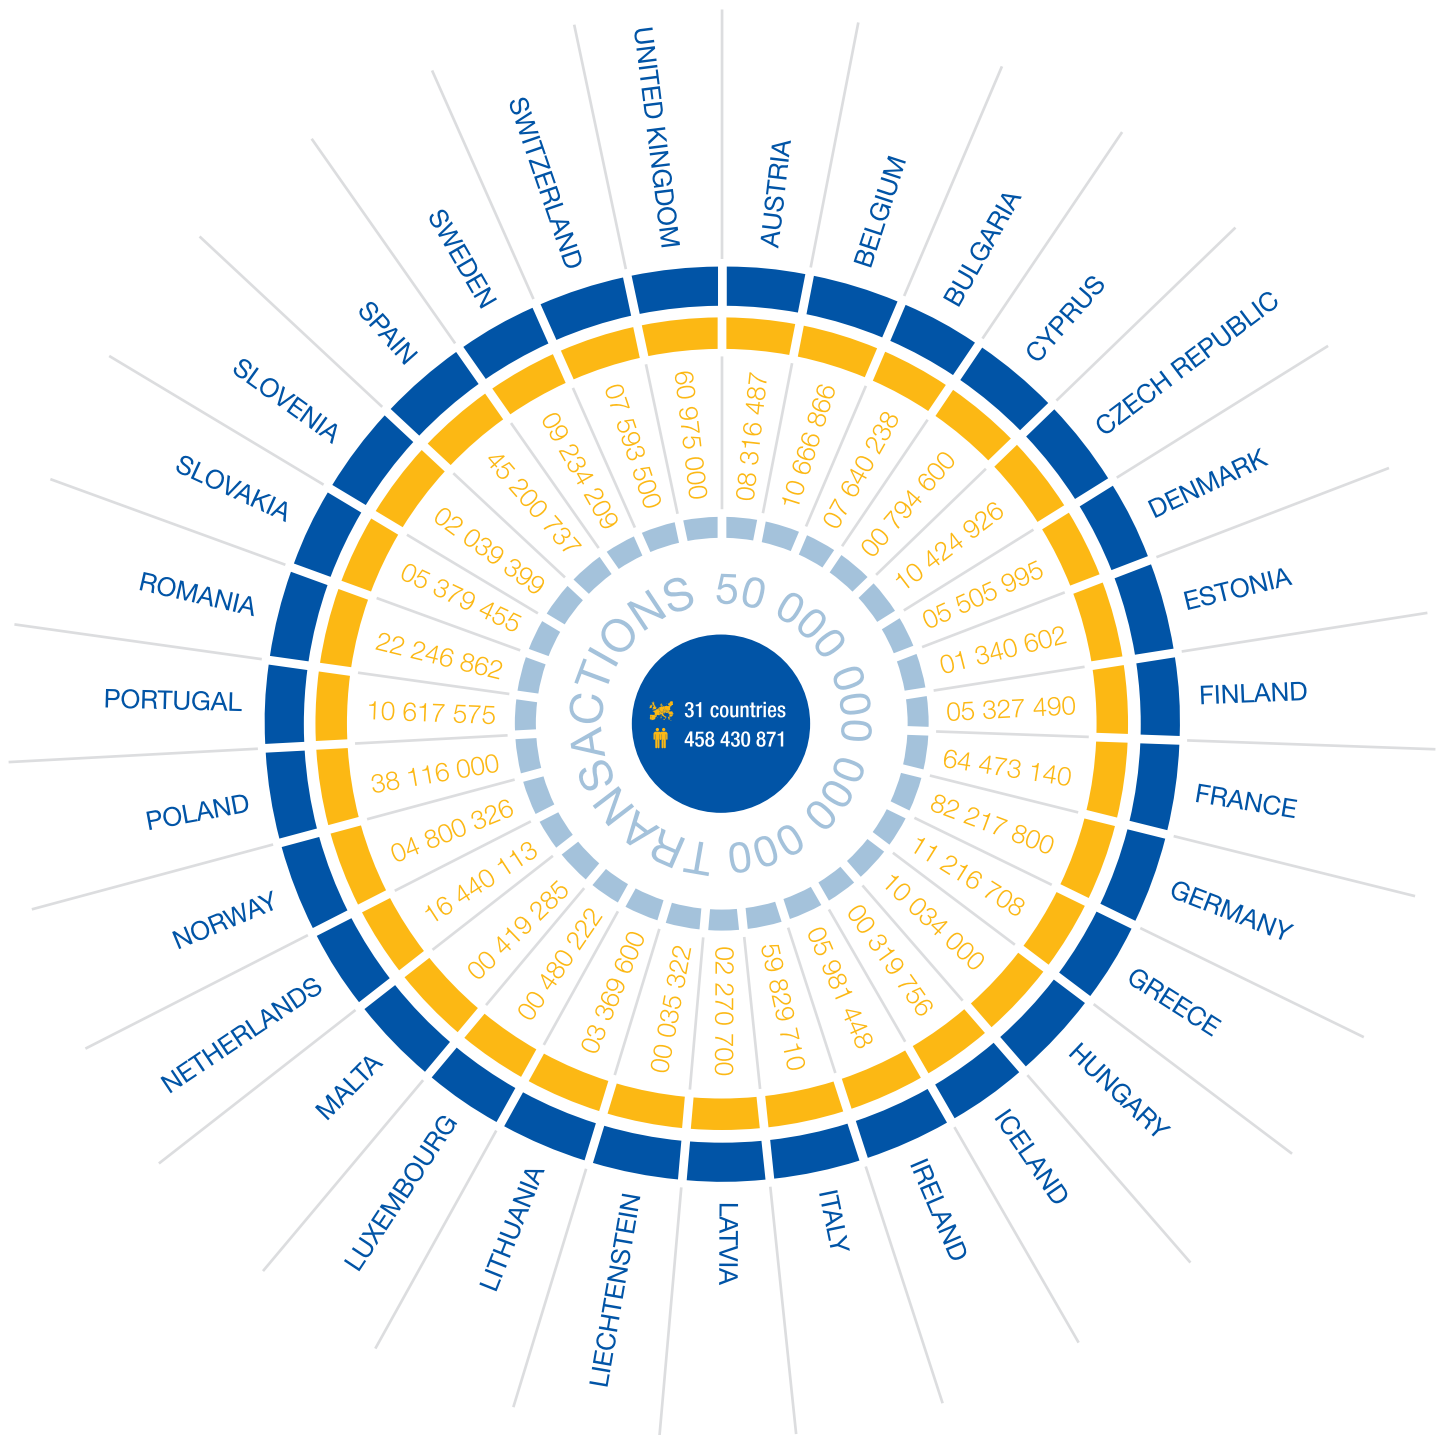 AUSTRIA
BELGIUM
BULGARIA
CYPRUS
CZECH REPUBLIC
DENMARK
ESTONIA
FINLAND
FRANCE
GERMANY
GREECE
HUNGARY
ICELAND
IRELAND
ITALY
LATVIA
LIECHTENSTEIN
LITHUANIA
LUXEMBOURG
MALTA
NETHERLANDS
NORWAY
POLAND
PORTUGAL
ROMANIA
SLOVAKIA
SLOVENIA
SPAIN
SWEDEN
SWITZERLAND
UNITED KINGDOM
08 316 487
10 666 866
07 640 238
00 794 600
10 424 926
05 505 995
01 340 602
05 327 490
64 473 140
82 217 800
11 216 708
10 034 000
00 319 756
05 981 448
59 829 710
02 270 700
00 035 322
03 369 600
00 480 222
00 419 285
16 440 113
04 800 326
38 116 000
10 617 575
22 246 862
05 379 455
02 039 399
45 200 737
09 234 209
07 593 500
60 975 000
50 000 000 000 000 TRANSACTIONS
31 countries
458 430 871